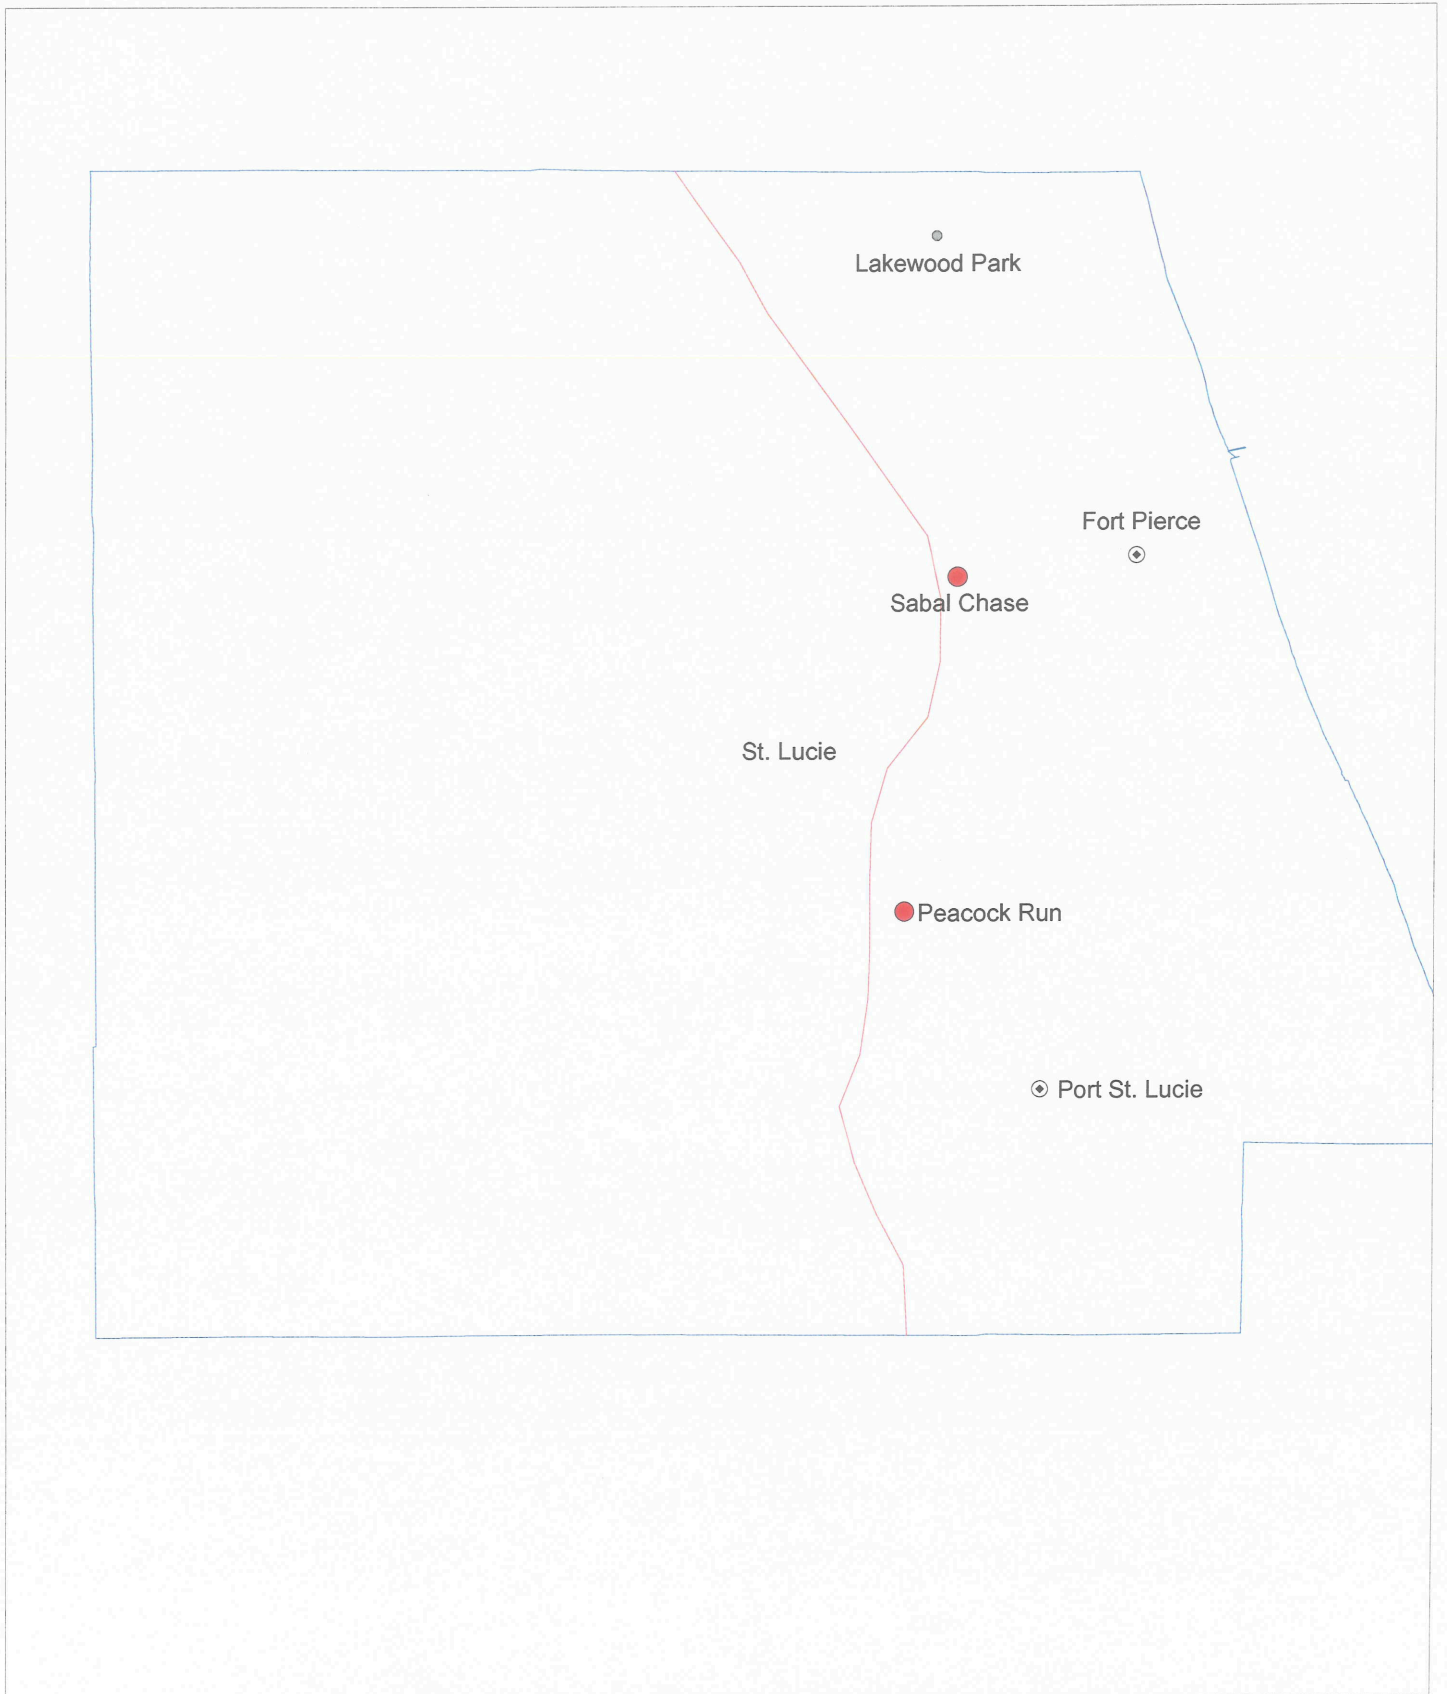 Lakewood Park
Fort Pierce
Sabal Chase
St. Lucie
Peacock Run
Port St. Lucie